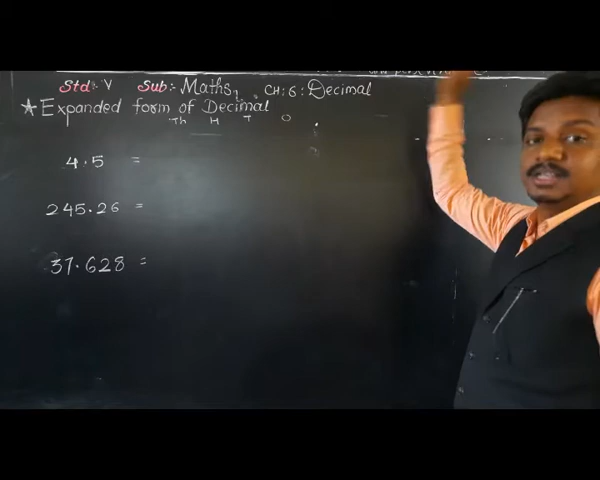 Std:- V Sub:- Maths, CH:6: Decimal
★ Expanded form of Decimal
Th H T O .
4.5 =
245.26 =
37.628 =